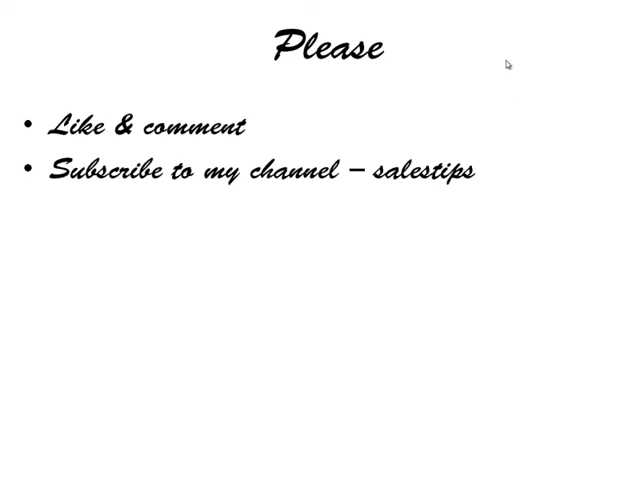 Please
• Like & comment
• Subscribe to my channel – salestips